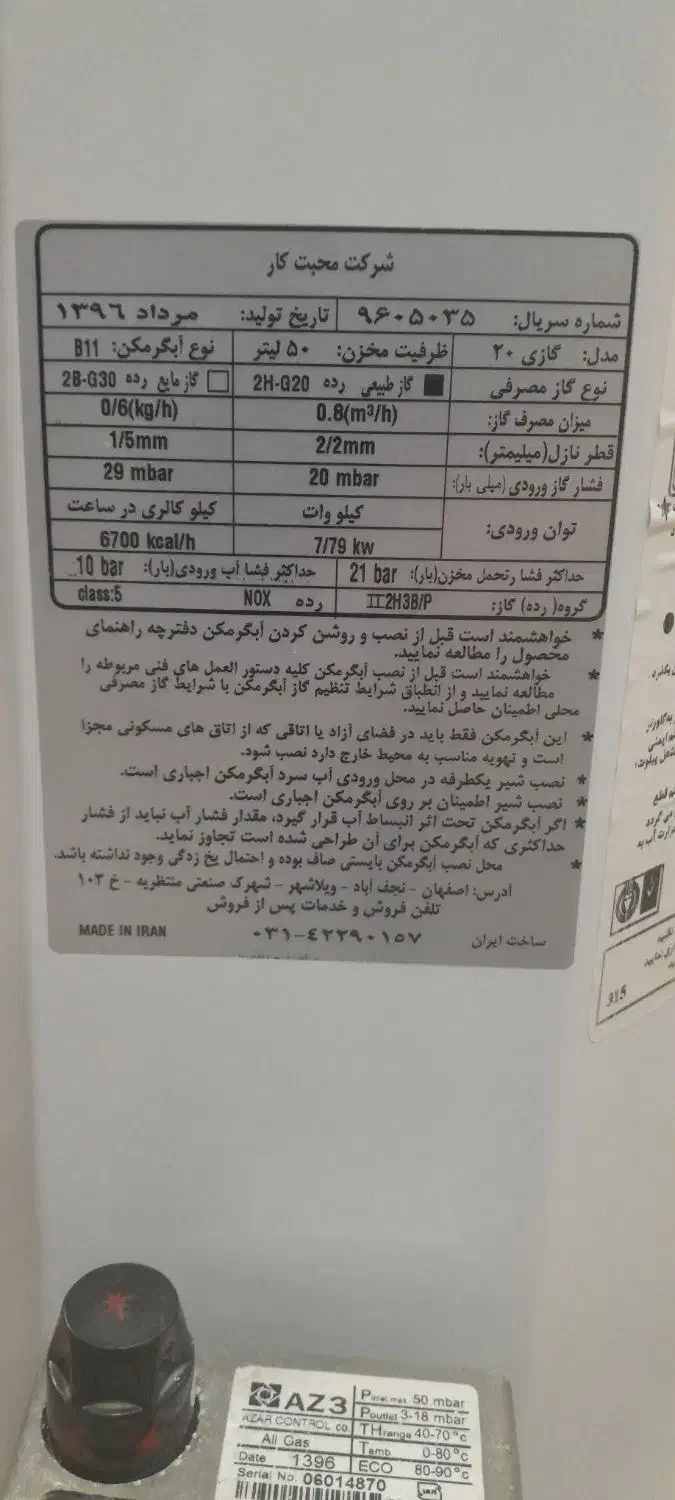 شرکت محبت کار
شماره سریال: ۹۶۰۵۰۳۵ تاریخ تولید: مرداد ۱۳۹۶
مدل: گازی ۲۰ ظرفیت مخزن: ۵۰ لیتر نوع آبگرمکن: B11
نوع گاز مصرفی گاز طبیعی رده 2H-G20 گاز مایع رده 2B-G30
میزان مصرف گاز: 0.8(m³/h) 0/6(kg/h)
قطر نازل(میلیمتر): 2/2mm 1/5mm
فشار گاز ورودی (میلی بار): 20 mbar 29 mbar
توان ورودی: کیلو وات کیلو کالری در ساعت
7/79 kw 6700 kcal/h
حداکثر فشا رتحمل مخزن(بار): 21 bar حداکثر فشا آب ورودی(بار): 10 bar
گروه( رده) گاز: II2H3B/P رده NOX class:5
* خواهشمند است قبل از نصب و روشن کردن آبگرمکن دفترچه راهنمای
محصول را مطالعه نمایید.
* خواهشمند است قبل از نصب آبگرمکن کلیه دستور العمل های فنی مربوطه را
مطالعه نمایید و از انطباق شرایط تنظیم گاز آبگرمکن با شرایط گاز مصرفی
محلی اطمینان حاصل نمایید.
* این آبگرمکن فقط باید در فضای آزاد یا اتاقی که از اتاق های مسکونی مجزا
است و تهویه مناسب به محیط خارج دارد نصب شود.
* نصب شیر یکطرفه در محل ورودی آب سرد آبگرمکن اجباری است.
* نصب شیر اطمینان بر روی آبگرمکن اجباری است.
* اگر آبگرمکن تحت اثر انبساط آب قرار گیرد، مقدار فشار آب نباید از فشار
حداکثری که آبگرمکن برای آن طراحی شده است تجاوز نماید.
* محل نصب آبگرمکن بایستی صاف بوده و احتمال یخ زدگی وجود نداشته باشد.
آدرس: اصفهان - نجف آباد - ویلاشهر - شهرک صنعتی منتظریه - خ ۱۰۳
تلفن فروش و خدمات پس از فروش
ساخت ایران ۰۳۱-۴۲۲۹۰۱۵۷ MADE IN IRAN
315
AZ3
AZAR CONTROL co
All Gas
Date 1396
Serial No. 06014870
Pinlet max 50 mbar
Poutlet 3-18 mbar
THrange 40-70°c
Tamb 0-80°c
ECO 80-90°c